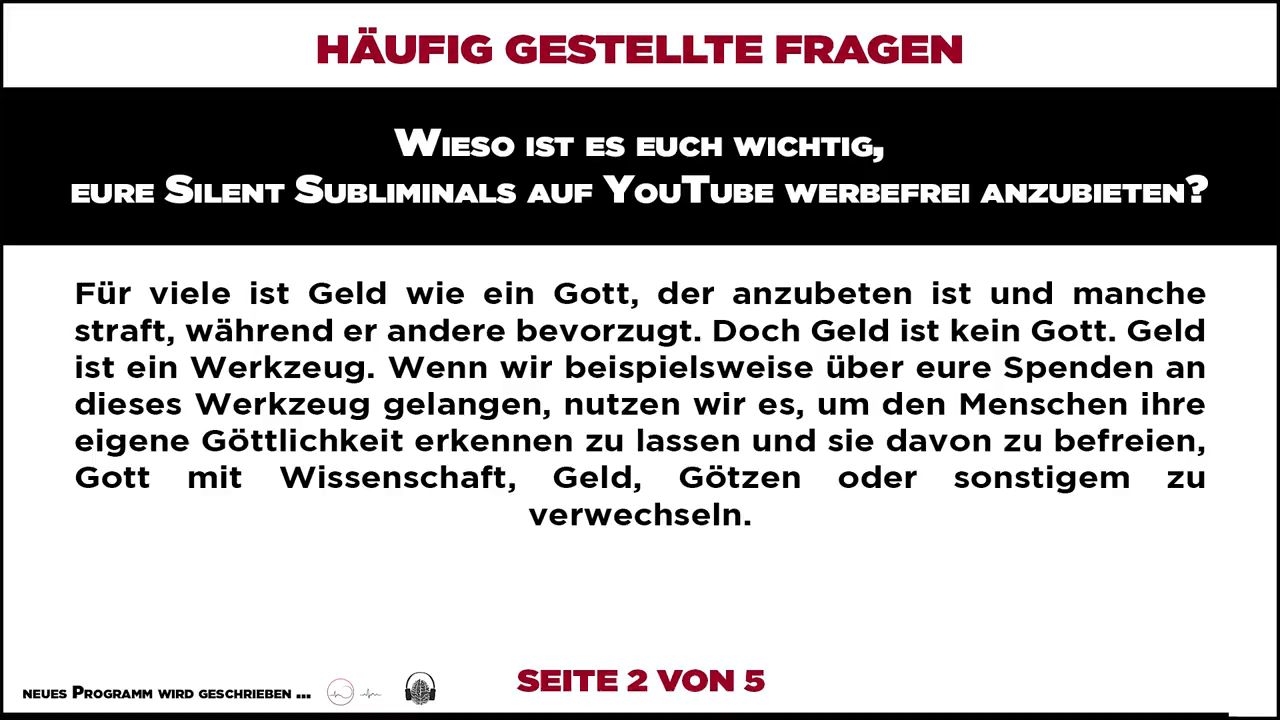 HÄUFIG GESTELLTE FRAGEN
Wieso ist es euch wichtig,
eure Silent Subliminals auf YouTube werbefrei anzubieten?
Für viele ist Geld wie ein Gott, der anzubeten ist und manche
straft, während er andere bevorzugt. Doch Geld ist kein Gott. Geld
ist ein Werkzeug. Wenn wir beispielsweise über eure Spenden an
dieses Werkzeug gelangen, nutzen wir es, um den Menschen ihre
eigene Göttlichkeit erkennen zu lassen und sie davon zu befreien,
Gott mit Wissenschaft, Geld, Götzen oder sonstigem zu
verwechseln.
SEITE 2 VON 5
neues Programm wird geschrieben ...